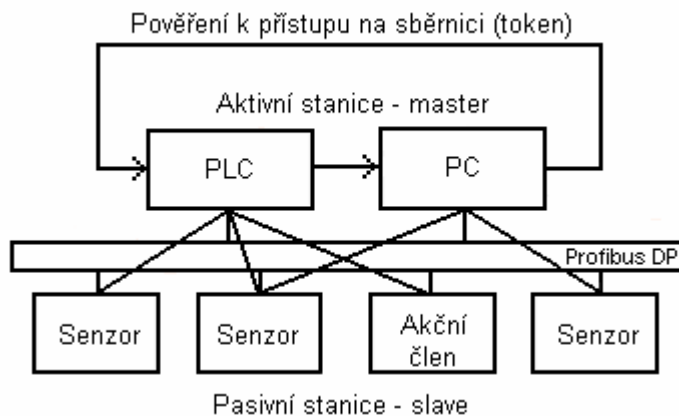 Pověření k přístupu na sběrnici (token)
Aktivní stanice - master
PLC
PC
Profibus DP
Senzor
Senzor
Akční
člen
Senzor
Pasivní stanice - slave